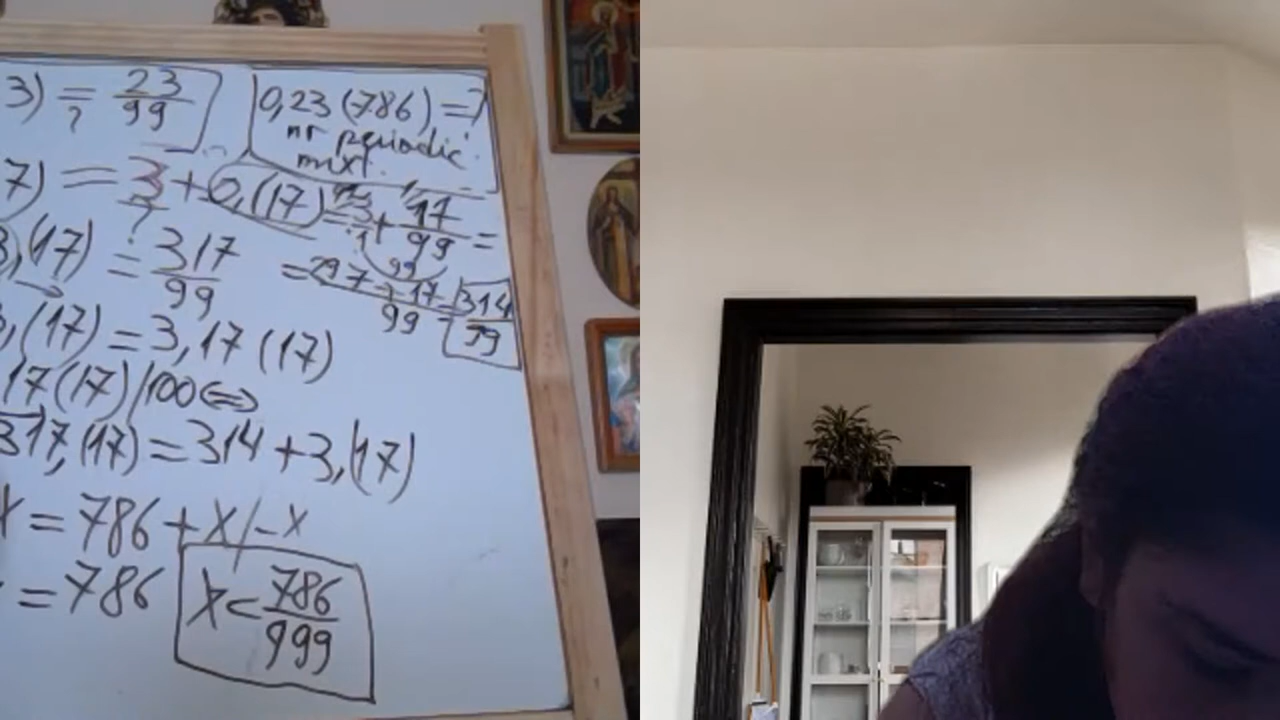 3) = 23/99
?
0,23(786) = ?
nr periodic
mixt.
7) = 3 + 0,(17) = 3/1 + 17/99 =
?
3,(17) = 317/99
= 297+17/99 = 314/99
3,(17) = 3,17(17)
17(17)/100 ⇔
317,(17) = 314 + 3,(17)
X = 786 + X/-X
= 786
X = 786/999